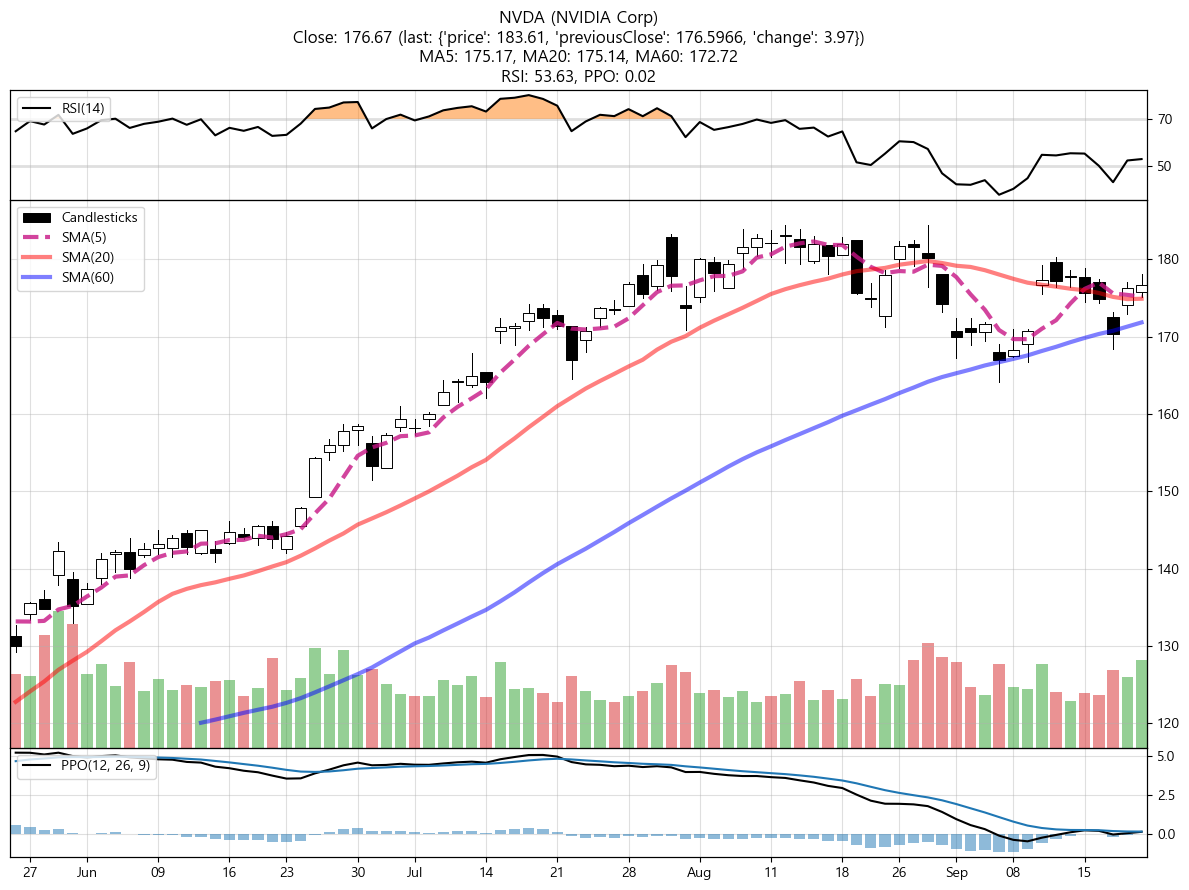 NVDA (NVIDIA Corp)
Close: 176.67 (last: {'price': 183.61, 'previousClose': 176.5966, 'change': 3.97})
MA5: 175.17, MA20: 175.14, MA60: 172.72
RSI: 53.63, PPO: 0.02
RSI(14)
70
50
Candlesticks
SMA(5)
SMA(20)
SMA(60)
180
170
160
150
140
130
120
PPO(12, 26, 9)
5.0
2.5
0.0
27 Jun 09 16 23 30 Jul 14 21 28 Aug 11 18 26 Sep 08 15